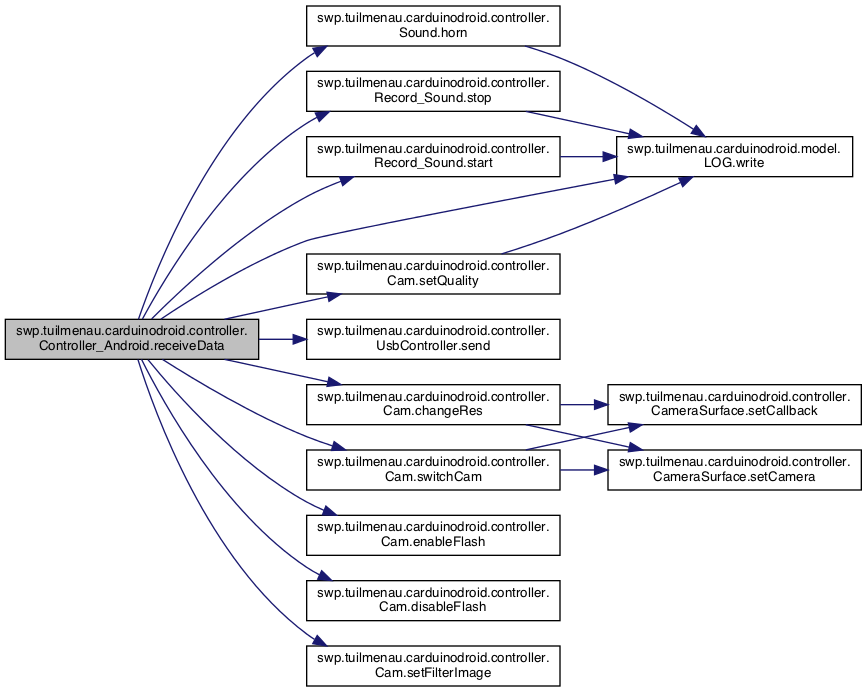 swp.tuilmenau.carduinodroid.controller.
Sound.horn
swp.tuilmenau.carduinodroid.controller.
Record_Sound.stop
swp.tuilmenau.carduinodroid.controller.
Record_Sound.start
swp.tuilmenau.carduinodroid.model.
LOG.write
swp.tuilmenau.carduinodroid.controller.
Cam.setQuality
swp.tuilmenau.carduinodroid.controller.
Controller_Android.receiveData
swp.tuilmenau.carduinodroid.controller.
UsbController.send
swp.tuilmenau.carduinodroid.controller.
Cam.changeRes
swp.tuilmenau.carduinodroid.controller.
CameraSurface.setCallback
swp.tuilmenau.carduinodroid.controller.
Cam.switchCam
swp.tuilmenau.carduinodroid.controller.
CameraSurface.setCamera
swp.tuilmenau.carduinodroid.controller.
Cam.enableFlash
swp.tuilmenau.carduinodroid.controller.
Cam.disableFlash
swp.tuilmenau.carduinodroid.controller.
Cam.setFilterImage